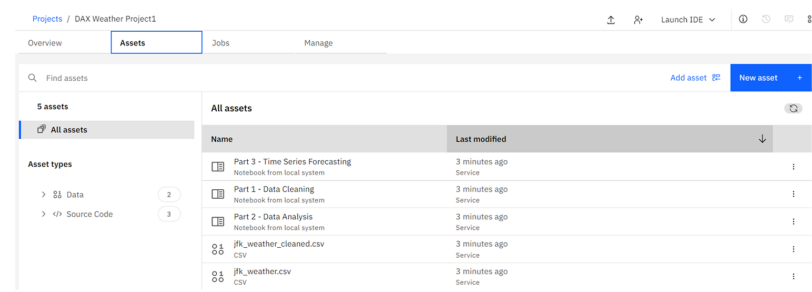 Projects / DAX Weather Project1
Launch IDE
Overview Assets Jobs Manage
Find assets
Add asset New asset +
5 assets
All assets
All assets
Name Last modified
Asset types
Data 2
Source Code 3
Part 3 - Time Series Forecasting 3 minutes ago
Notebook from local system Service
Part 1 - Data Cleaning 3 minutes ago
Notebook from local system Service
Part 2 - Data Analysis 3 minutes ago
Notebook from local system Service
jfk_weather_cleaned.csv 3 minutes ago
CSV Service
jfk_weather.csv 3 minutes ago
CSV Service